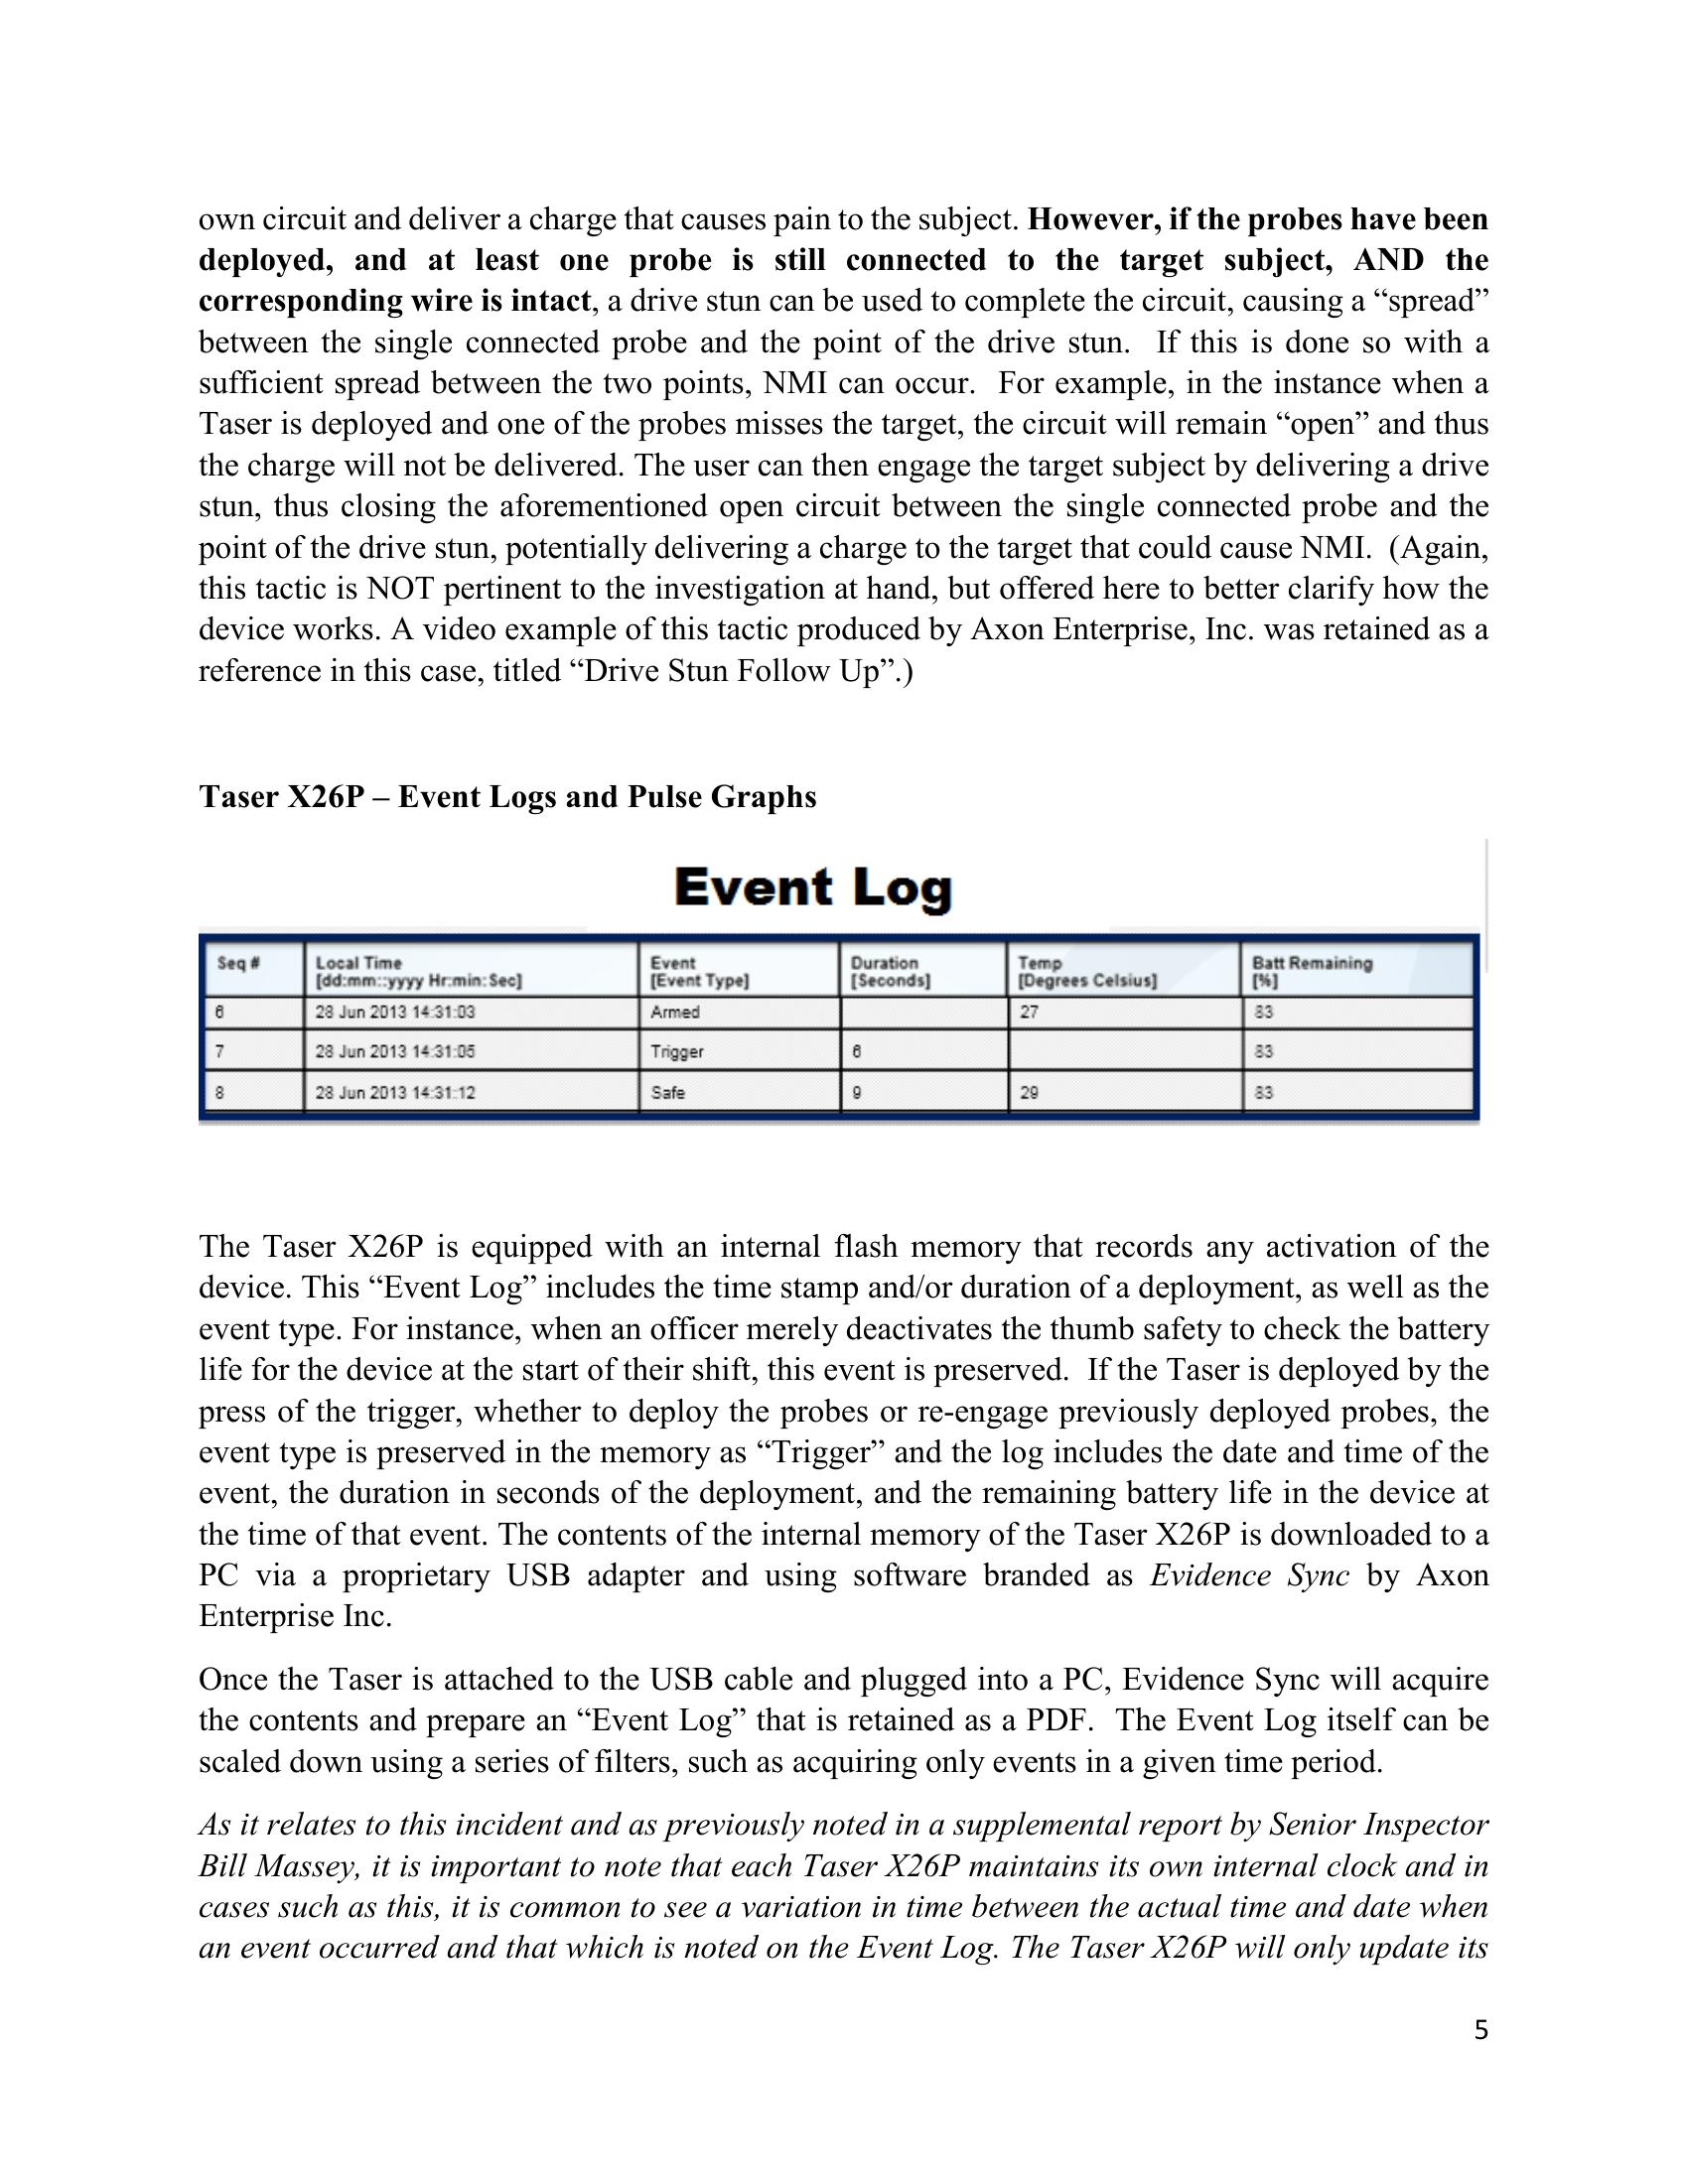 own circuit and deliver a charge that causes pain to the subject. However, if the probes have been
deployed, and at least one probe is still connected to the target subject, AND the
corresponding wire is intact, a drive stun can be used to complete the circuit, causing a “spread”
between the single connected probe and the point of the drive stun. If this is done so with a
sufficient spread between the two points, NMI can occur. For example, in the instance when a
Taser is deployed and one of the probes misses the target, the circuit will remain “open” and thus
the charge will not be delivered. The user can then engage the target subject by delivering a drive
stun, thus closing the aforementioned open circuit between the single connected probe and the
point of the drive stun, potentially delivering a charge to the target that could cause NMI. (Again,
this tactic is NOT pertinent to the investigation at hand, but offered here to better clarify how the
device works. A video example of this tactic produced by Axon Enterprise, Inc. was retained as a
reference in this case, titled “Drive Stun Follow Up”.)
Taser X26P – Event Logs and Pulse Graphs
Event Log
Seq # Local Time Event Duration Temp Batt Remaining
[dd:mm::yyyy Hr:min:Sec] [Event Type] [Seconds] [Degrees Celsius] [%]
6 28 Jun 2013 14:31:03 Armed 27 83
7 28 Jun 2013 14:31:05 Trigger 6 83
8 28 Jun 2013 14:31:12 Safe 9 29 83
The Taser X26P is equipped with an internal flash memory that records any activation of the
device. This “Event Log” includes the time stamp and/or duration of a deployment, as well as the
event type. For instance, when an officer merely deactivates the thumb safety to check the battery
life for the device at the start of their shift, this event is preserved. If the Taser is deployed by the
press of the trigger, whether to deploy the probes or re-engage previously deployed probes, the
event type is preserved in the memory as “Trigger” and the log includes the date and time of the
event, the duration in seconds of the deployment, and the remaining battery life in the device at
the time of that event. The contents of the internal memory of the Taser X26P is downloaded to a
PC via a proprietary USB adapter and using software branded as Evidence Sync by Axon
Enterprise Inc.
Once the Taser is attached to the USB cable and plugged into a PC, Evidence Sync will acquire
the contents and prepare an “Event Log” that is retained as a PDF. The Event Log itself can be
scaled down using a series of filters, such as acquiring only events in a given time period.
As it relates to this incident and as previously noted in a supplemental report by Senior Inspector
Bill Massey, it is important to note that each Taser X26P maintains its own internal clock and in
cases such as this, it is common to see a variation in time between the actual time and date when
an event occurred and that which is noted on the Event Log. The Taser X26P will only update its
5